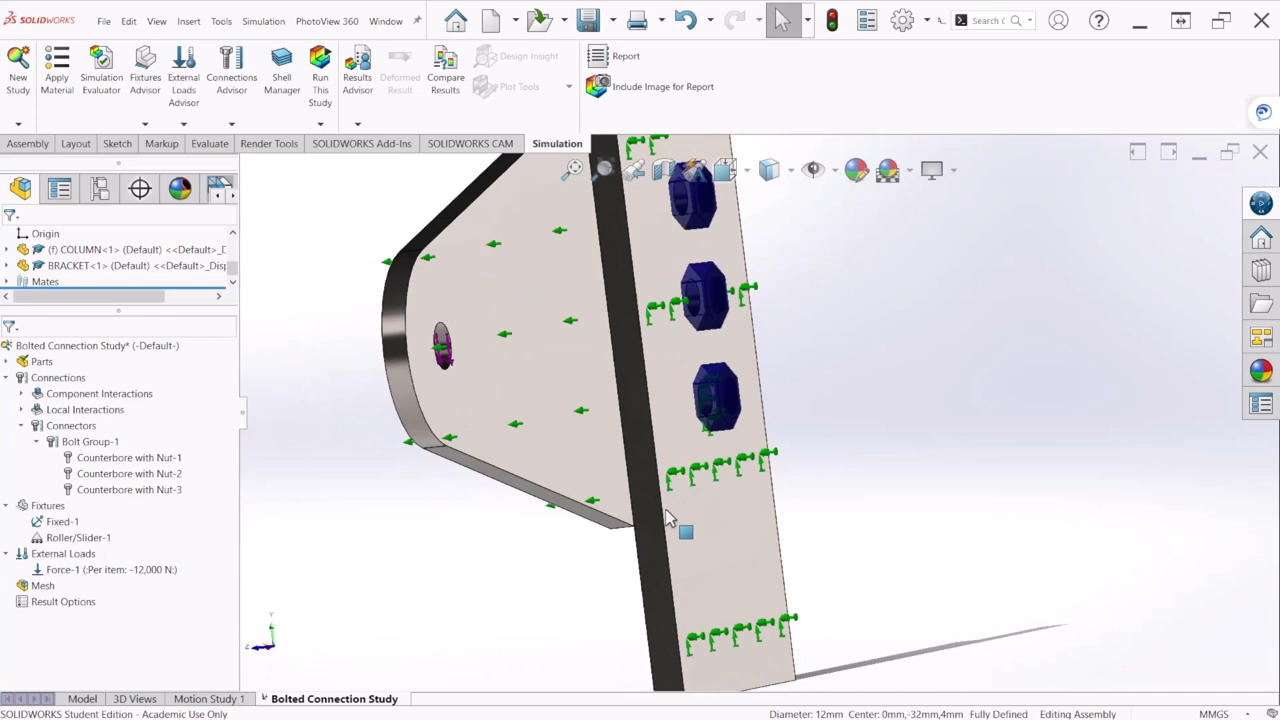 SOLIDWORKS
File
Edit
View
Insert
Tools
Simulation
PhotoView 360
Window
Search C
New Study
Apply Material
Simulation Evaluator
Fixtures Advisor
External Loads Advisor
Connections Advisor
Shell Manager
Run This Study
Results Advisor
Deformed Result
Compare Results
Design Insight
Plot Tools
Report
Include Image for Report
Assembly
Layout
Sketch
Markup
Evaluate
Render Tools
SOLIDWORKS Add-Ins
SOLIDWORKS CAM
Simulation
Origin
(f) COLUMN<1> (Default) <<Default>_D
BRACKET<1> (Default) <<Default>_Disp
Mates
Bolted Connection Study* (-Default-)
Parts
Connections
Component Interactions
Local Interactions
Connectors
Bolt Group-1
Counterbore with Nut-1
Counterbore with Nut-2
Counterbore with Nut-3
Fixtures
Fixed-1
Roller/Slider-1
External Loads
Force-1 (:Per item: -12,000 N:)
Mesh
Result Options
Y
Z
Model
3D Views
Motion Study 1
Bolted Connection Study
SOLIDWORKS Student Edition - Academic Use Only
Diameter: 12mm Center: 0mm,-32mm,4mm
Fully Defined
Editing Assembly
MMGS